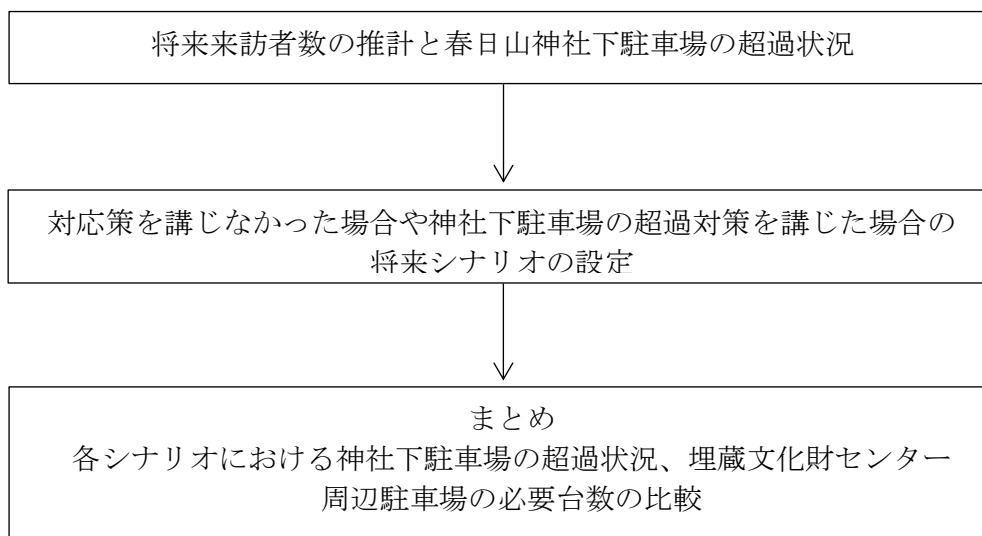 将来来訪者数の推計と春日山神社下駐車場の超過状況
対応策を講じなかった場合や神社下駐車場の超過対策を講じた場合の
将来シナリオの設定
まとめ
各シナリオにおける神社下駐車場の超過状況、埋蔵文化財センター
周辺駐車場の必要台数の比較